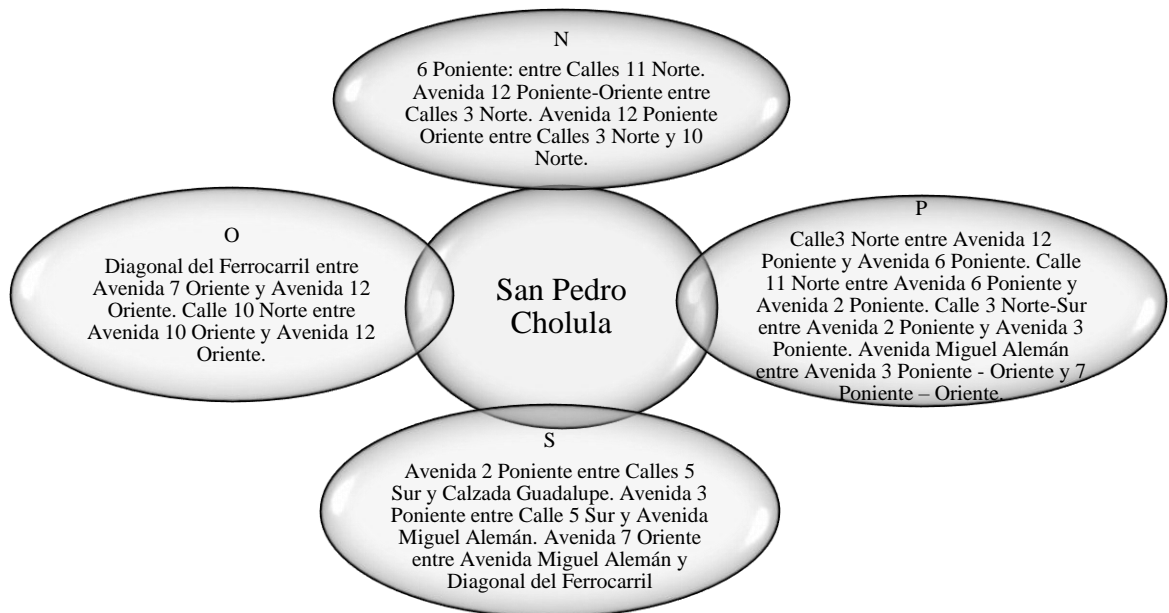 N
6 Poniente: entre Calles 11 Norte.
Avenida 12 Poniente-Oriente entre
Calles 3 Norte. Avenida 12 Poniente
Oriente entre Calles 3 Norte y 10
Norte.
O
Diagonal del Ferrocarril entre
Avenida 7 Oriente y Avenida 12
Oriente. Calle 10 Norte entre
Avenida 10 Oriente y Avenida 12
Oriente.
San Pedro
Cholula
P
Calle3 Norte entre Avenida 12
Poniente y Avenida 6 Poniente. Calle
11 Norte entre Avenida 6 Poniente y
Avenida 2 Poniente. Calle 3 Norte-Sur
entre Avenida 2 Poniente y Avenida 3
Poniente. Avenida Miguel Alemán
entre Avenida 3 Poniente - Oriente y 7
Poniente – Oriente.
S
Avenida 2 Poniente entre Calles 5
Sur y Calzada Guadalupe. Avenida 3
Poniente entre Calle 5 Sur y Avenida
Miguel Alemán. Avenida 7 Oriente
entre Avenida Miguel Alemán y
Diagonal del Ferrocarril